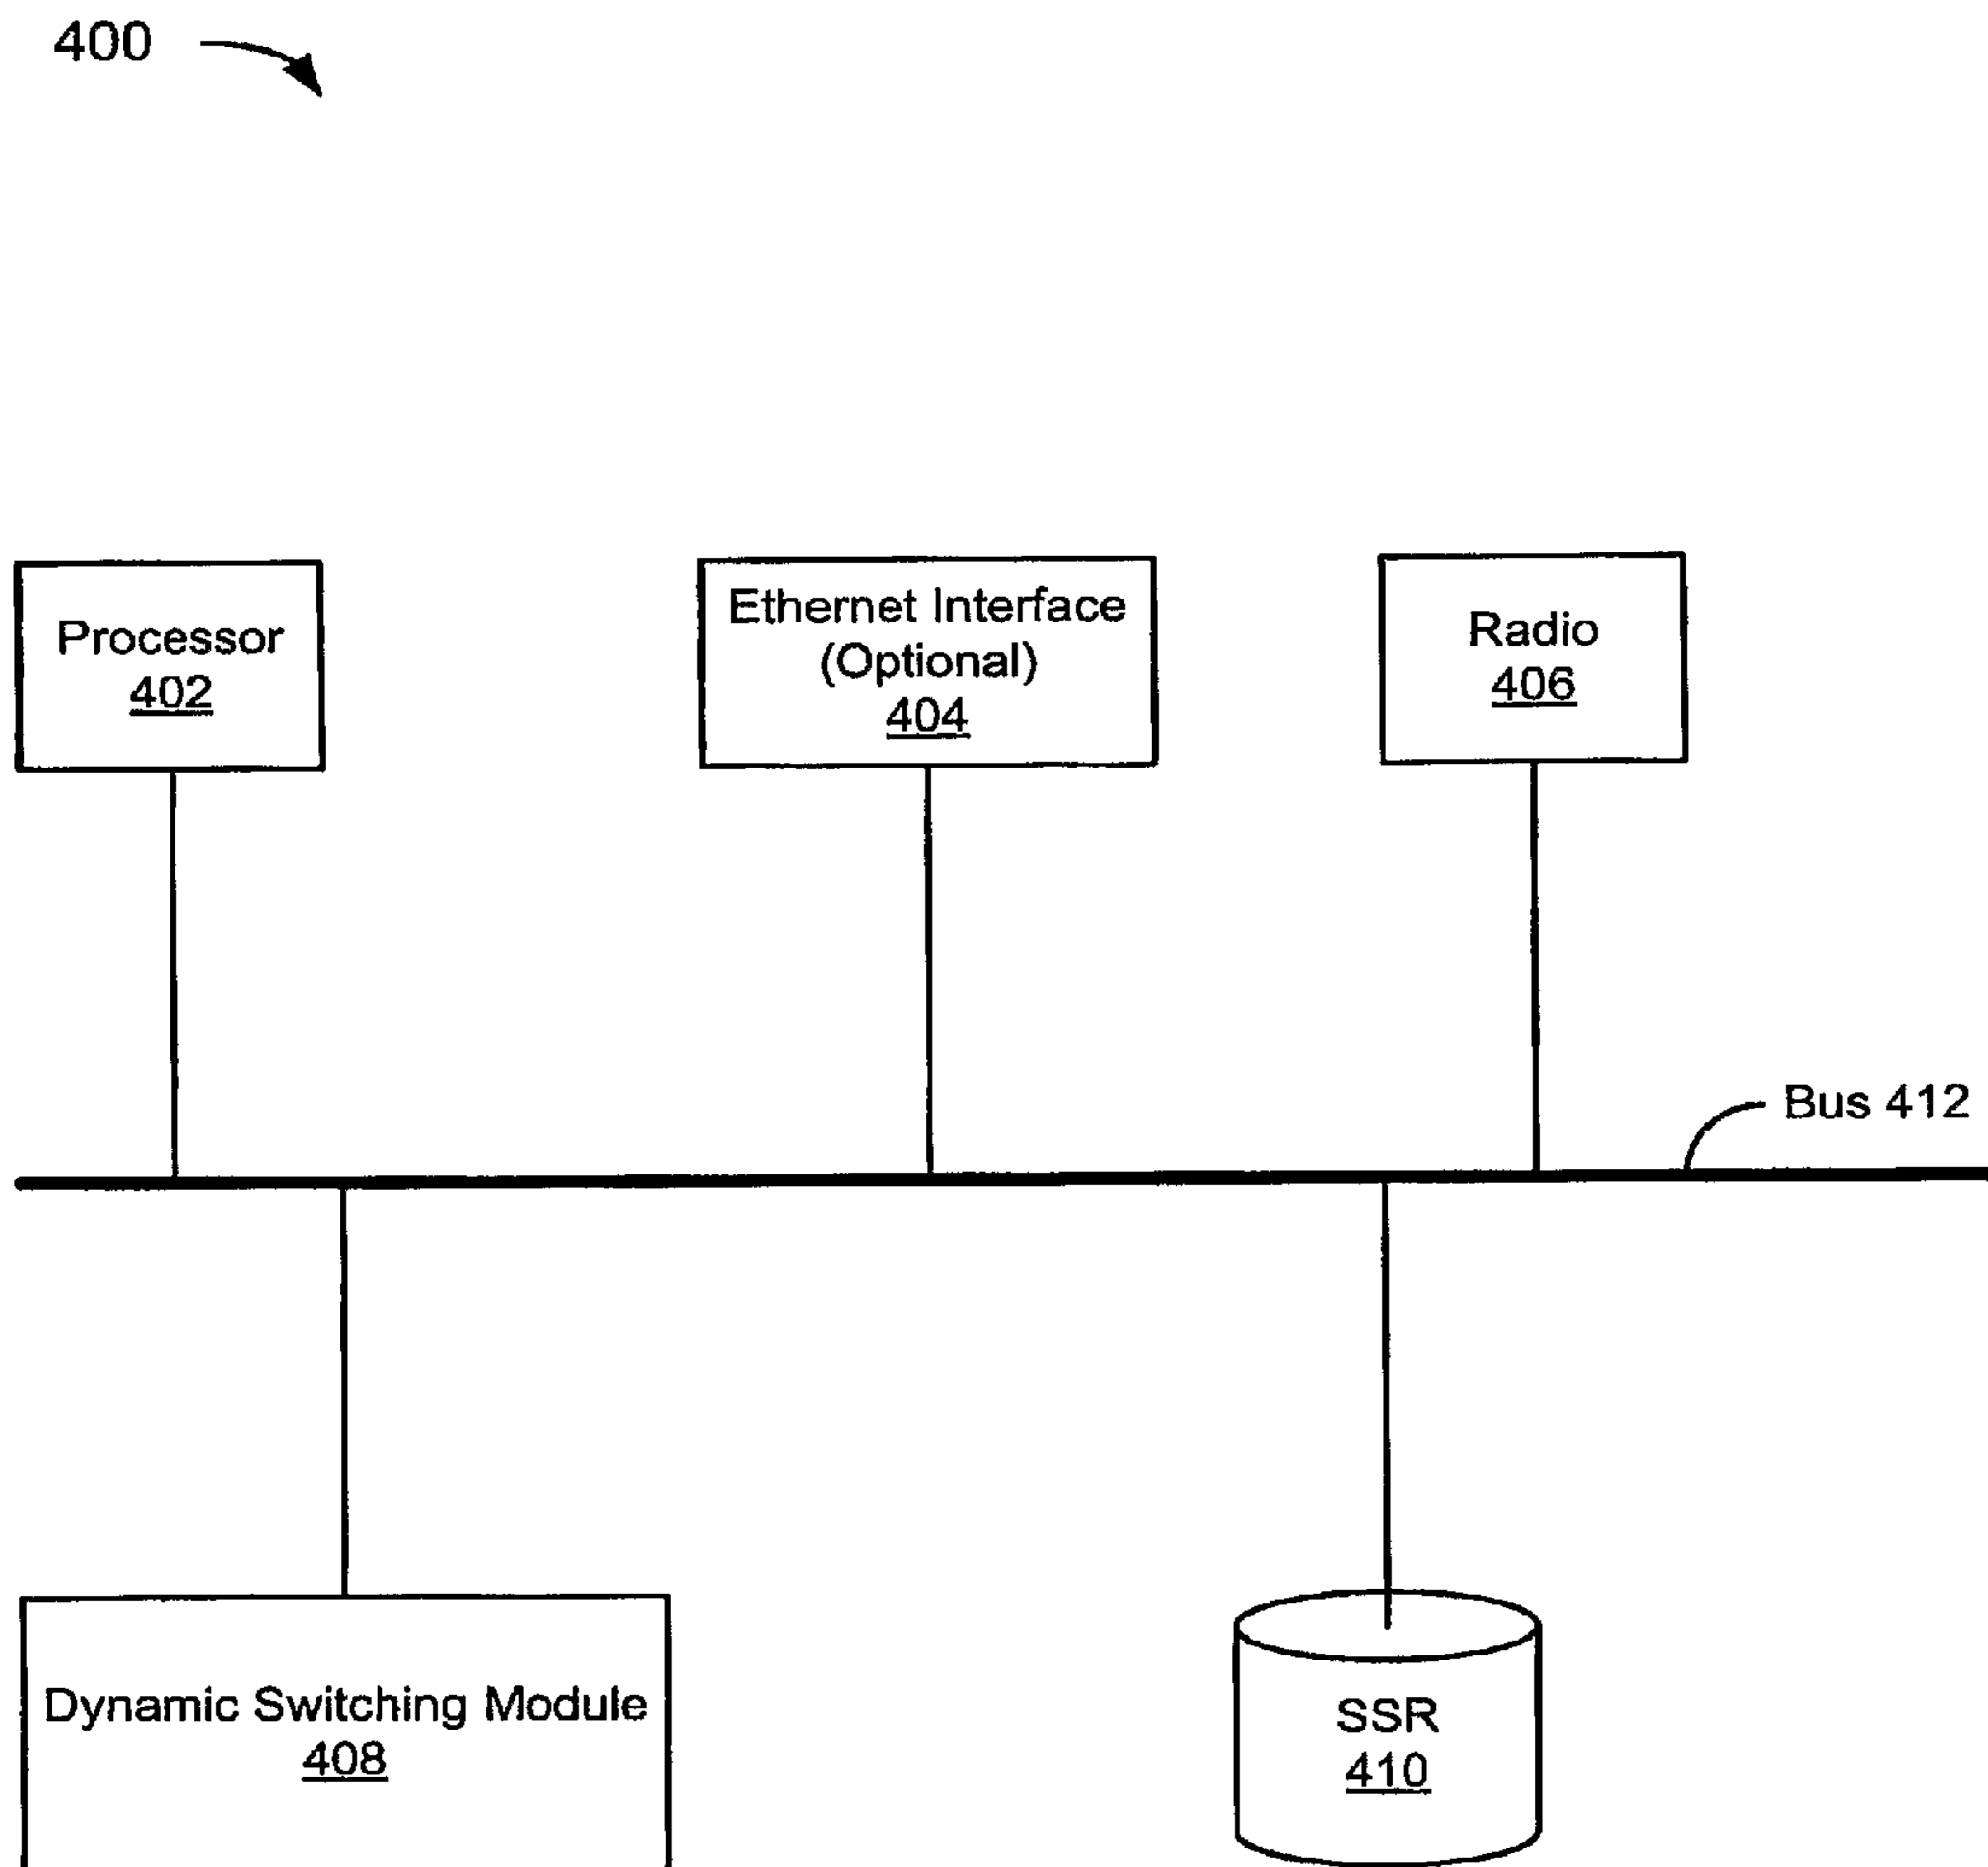 400
Processor
402
Ethernet Interface
(Optional)
404
Radio
406
Bus 412
Dynamic Switching Module
408
SSR
410